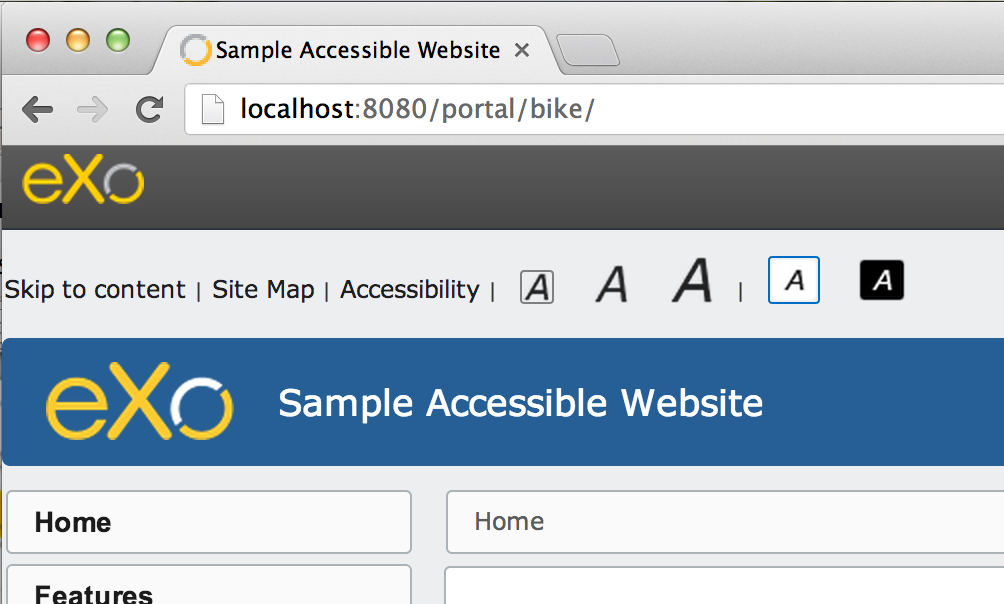 Sample Accessible Website
localhost:8080/portal/bike/
eXo
Skip to content | Site Map | Accessibility | A A A | A A
eXo Sample Accessible Website
Home
Home
Features